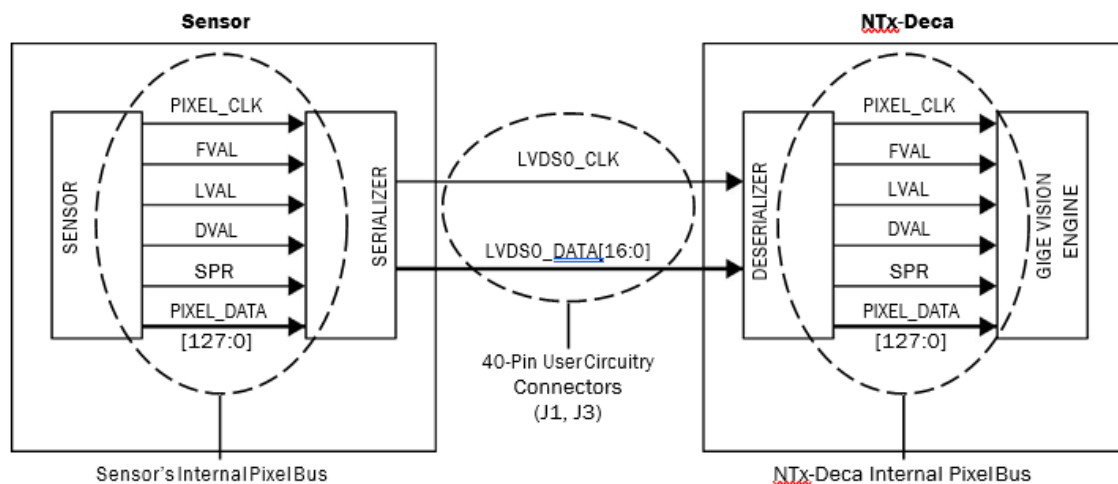 Sensor
NTx-Deca
SENSOR
PIXEL_CLK
FVAL
LVAL
DVAL
SPR
PIXEL_DATA
[127:0]
SERIALIZER
LVDS0_CLK
LVDS0_DATA[16:0]
40-Pin User Circuitry
Connectors
(J1, J3)
DESERIALIZER
PIXEL_CLK
FVAL
LVAL
DVAL
SPR
PIXEL_DATA
[127:0]
GIGE VISION
ENGINE
Sensor's Internal Pixel Bus
NTx-Deca Internal Pixel Bus